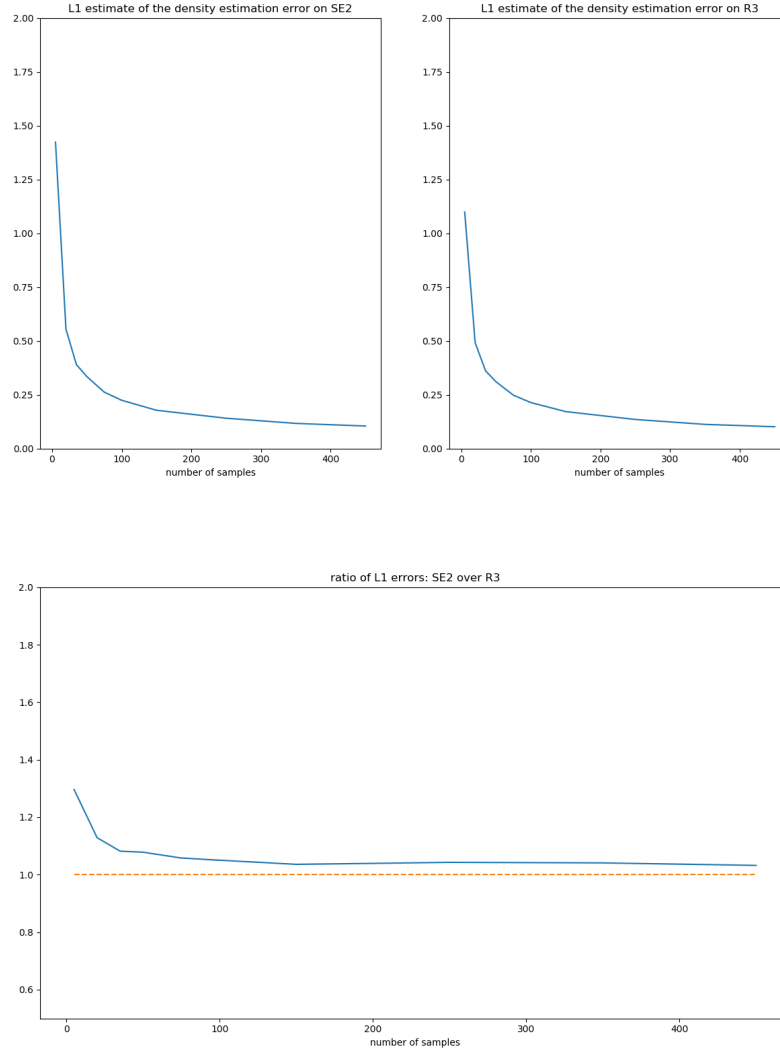 L1 estimate of the density estimation error on SE2
2.00
1.75
1.50
1.25
1.00
0.75
0.50
0.25
0.00
0 100 200 300 400
number of samples
L1 estimate of the density estimation error on R3
2.00
1.75
1.50
1.25
1.00
0.75
0.50
0.25
0.00
0 100 200 300 400
number of samples
ratio of L1 errors: SE2 over R3
2.0
1.8
1.6
1.4
1.2
1.0
0.8
0.6
0 100 200 300 400
number of samples